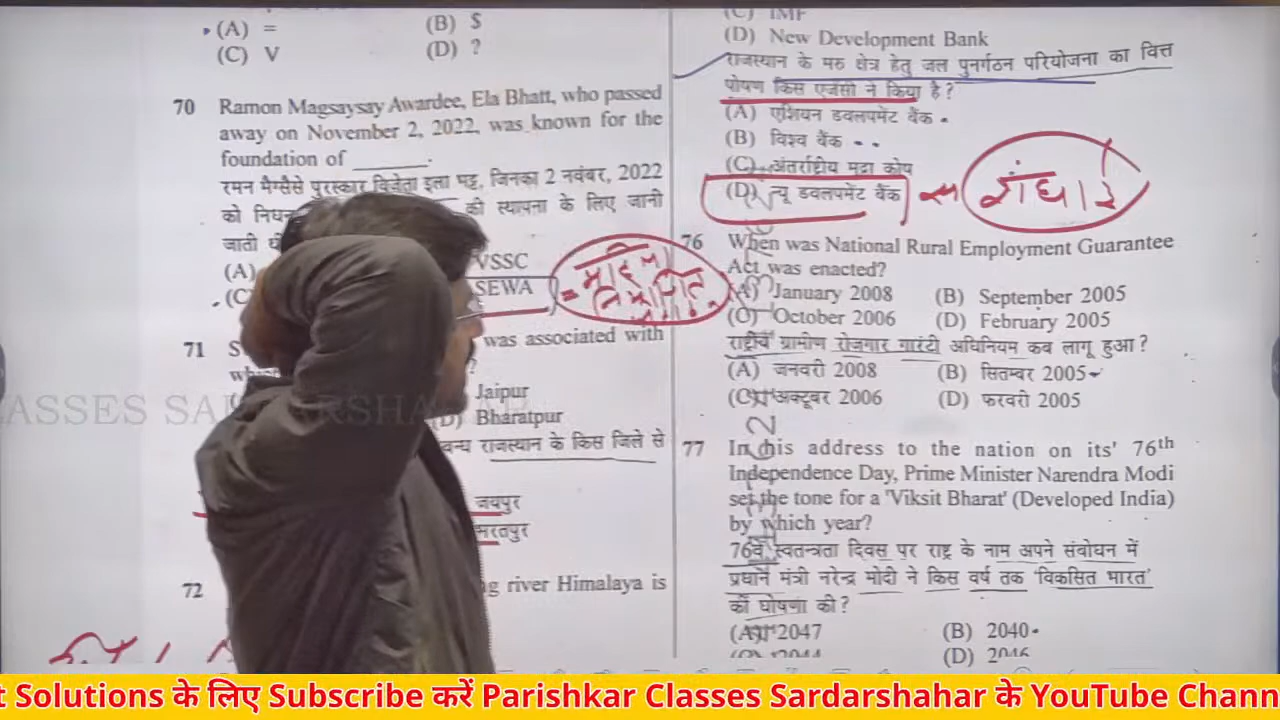 (A) =
(B) $
(C) V
(D) ?
70 Ramon Magsaysay Awardee, Ela Bhatt, who passed
away on November 2, 2022, was known for the
foundation of ______.
रमन मैग्सैसे पुरस्कार विजेता इला भट्ट, जिनका 2 नवंबर, 2022
को निधन की स्थापना के लिए जानी
जाती
(A) VSSC
(C SEWA
71 was associated with
?
Jaipur
(D) Bharatpur
राजस्थान के किस जिले से
जयपुर
भरतपुर
72 river Himalaya is
(C) IMF
(D) New Development Bank
राजस्थान के मरु क्षेत्र हेतु जल पुनर्गठन परियोजना का वित्त
पोषण किस एजेंसी ने किया है?
(A) एशियन डवलपमेंट बैंक
(B) विश्व बैंक
(C) अंतर्राष्ट्रीय मुद्रा कोष
(D) न्यू डवलपमेंट बैंक
76 When was National Rural Employment Guarantee
Act was enacted?
(A) January 2008 (B) September 2005
(C) October 2006 (D) February 2005
राष्ट्रीय ग्रामीण रोजगार गारंटी अधिनियम कब लागू हुआ?
(A) जनवरी 2008 (B) सितम्बर 2005
(C) अक्टूबर 2006 (D) फरवरी 2005
77 In his address to the nation on its' 76th
Independence Day, Prime Minister Narendra Modi
set the tone for a 'Viksit Bharat' (Developed India)
by which year?
76वें स्वतन्त्रता दिवस पर राष्ट्र के नाम अपने संबोधन में
प्रधान मंत्री नरेन्द्र मोदी ने किस वर्ष तक 'विकसित भारत'
की घोषणा की?
(A) 2047 (B) 2040
(D) 2046
CLASSES SARDARSHAHAR
t Solutions के लिए Subscribe करें Parishkar Classes Sardarshahar के YouTube Chann